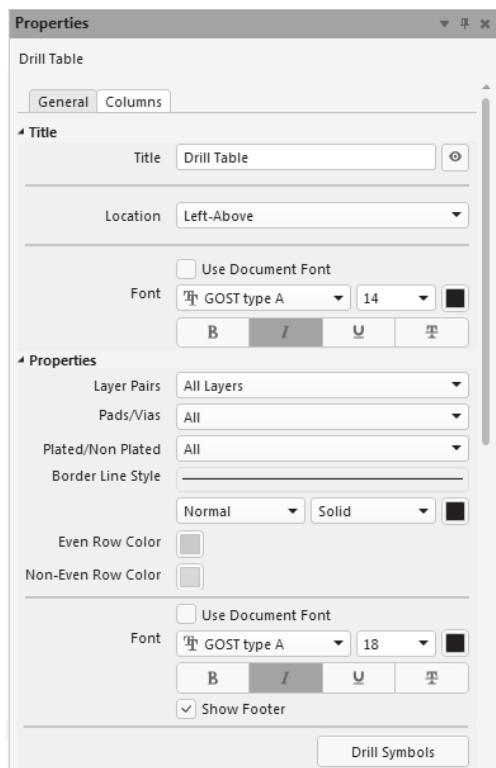 Properties
Drill Table
General Columns
Title
Title Drill Table
Location Left-Above
Use Document Font
Font GOST type A 14
B I U T
Properties
Layer Pairs All Layers
Pads/Vias All
Plated/Non Plated All
Border Line Style
Normal Solid
Even Row Color
Non-Even Row Color
Use Document Font
Font GOST type A 18
B I U T
Show Footer
Drill Symbols